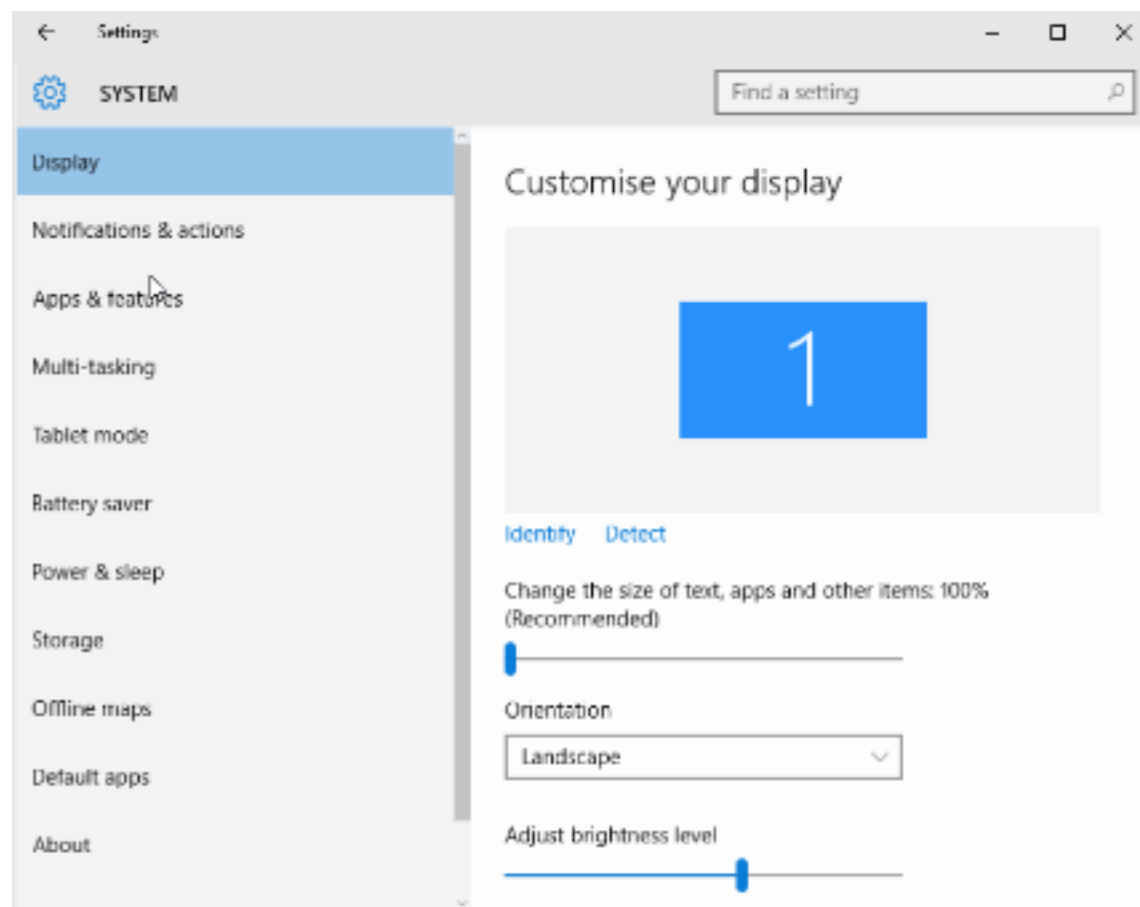 Settings
SYSTEM
Find a setting
Display
Notifications & actions
Apps & features
Multi-tasking
Tablet mode
Battery saver
Power & sleep
Storage
Offline maps
Default apps
About
Customise your display
1
Identify Detect
Change the size of text, apps and other items: 100%
(Recommended)
Orientation
Landscape
Adjust brightness level